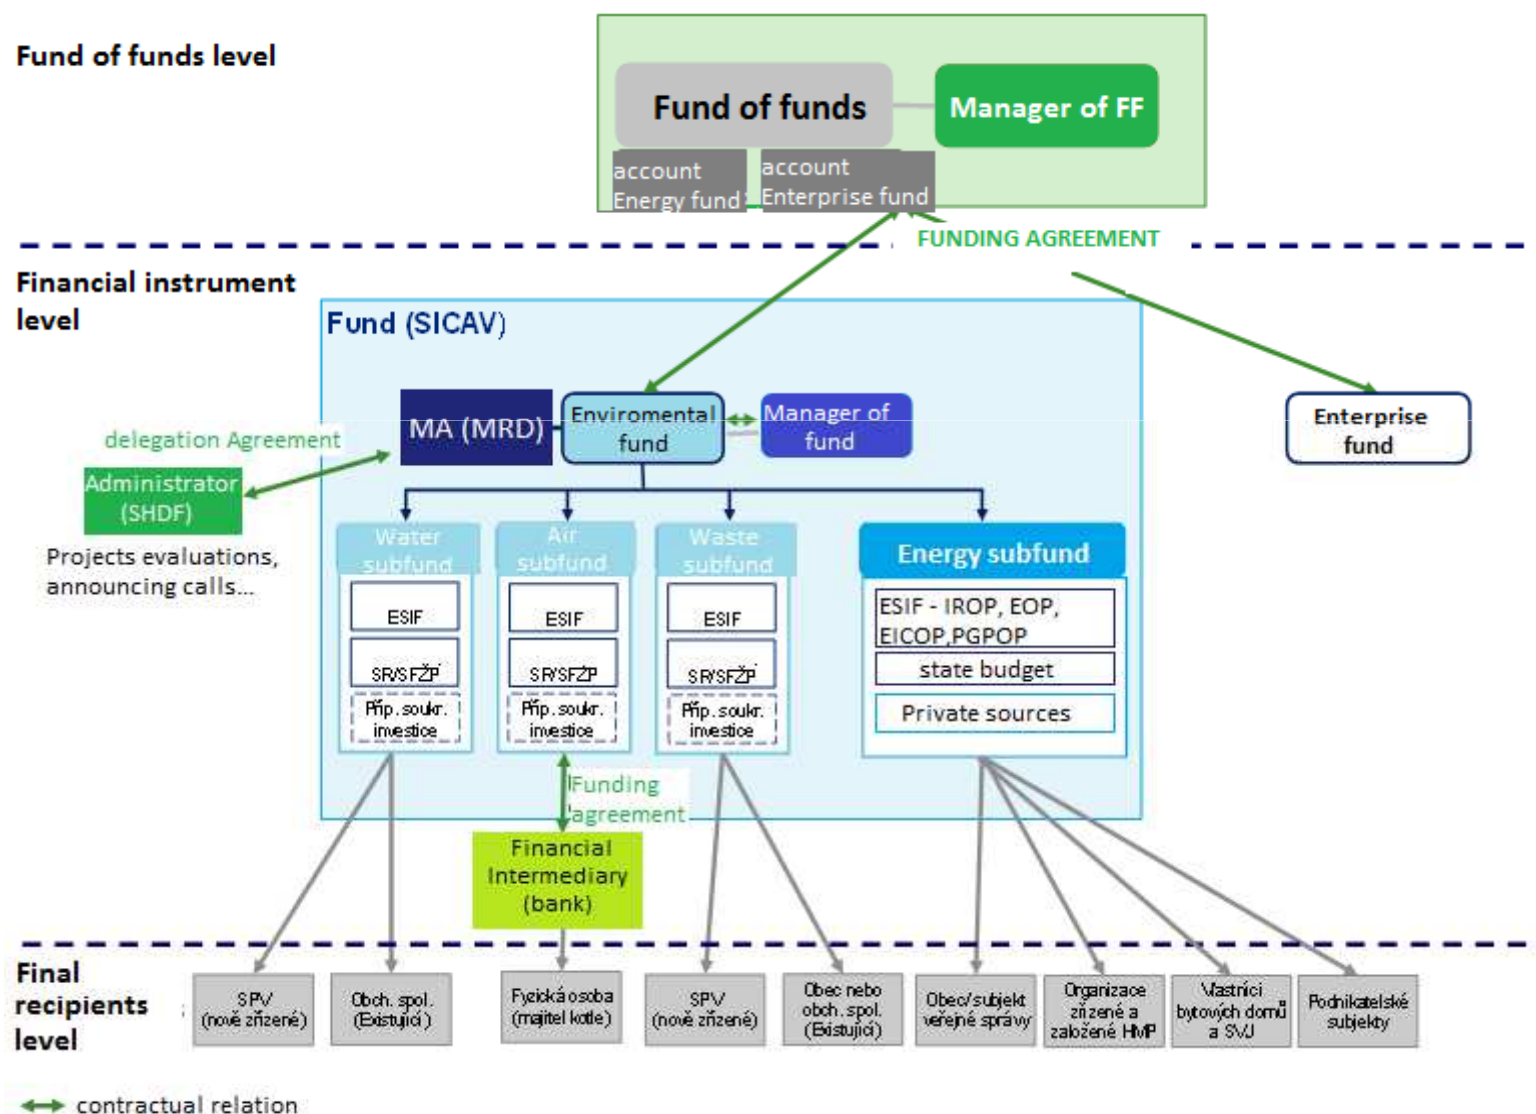 Fund of funds level
Fund of funds
Manager of FF
account
Energy fund
account
Enterprise fund
FUNDING AGREEMENT
Financial instrument
level
Fund (SICAV)
MA (MRD)
Enviromental
fund
Manager of
fund
Enterprise
fund
delegation Agreement
Administrator
(SHDF)
Projects evaluations,
announcing calls...
Water
subfund
Air
subfund
Waste
subfund
Energy subfund
ESIF
SR/SFŽP
Příp. soukr.
investice
ESIF
SR/SFŽP
Příp. soukr.
investice
ESIF
SR/SFŽP
Příp. soukr.
investice
ESIF - IROP, EOP,
EICOP,PGPOP
state budget
Private sources
Funding
agreement
Financial
Intermediary
(bank)
Final
recipients
level
SPV
(nově zřízené)
Obch. spol.
(Existující)
Fyzická osoba
(majitel kotle)
SPV
(nově zřízené)
Obec nebo
obch. spol.
(Existující)
Obec/subjekt
veřejné správy
Organizace
zřízené a
založené HMP
Vlastníci
bytových domů
a SVJ
Podnikatelské
subjekty
contractual relation